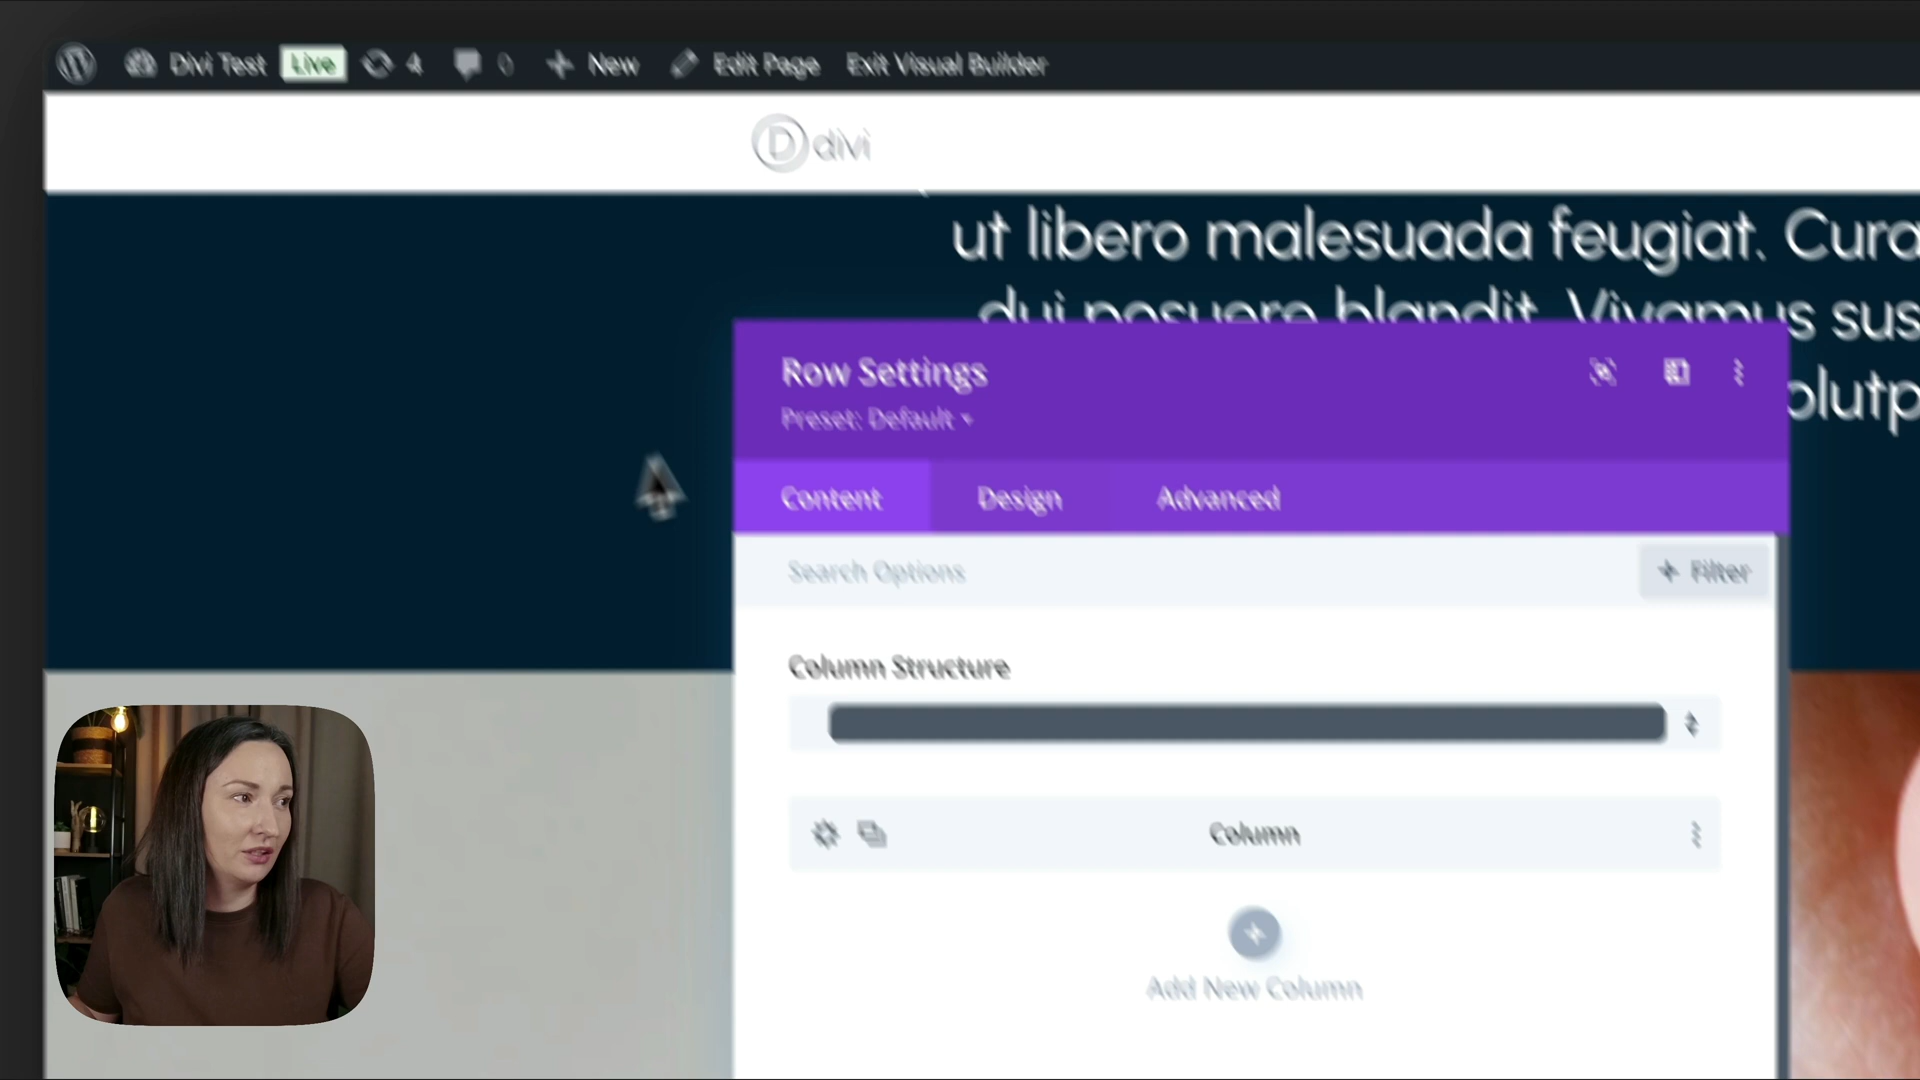 Divi Test Live 4 0 New Edit Page Exit Visual Builder
D divi
ut libero malesuada feugiat. Cura
dui posuere blandit. Vivamus sus
olutp
Row Settings
Preset: Default
Content Design Advanced
Search Options + Filter
Column Structure
Column
Add New Column